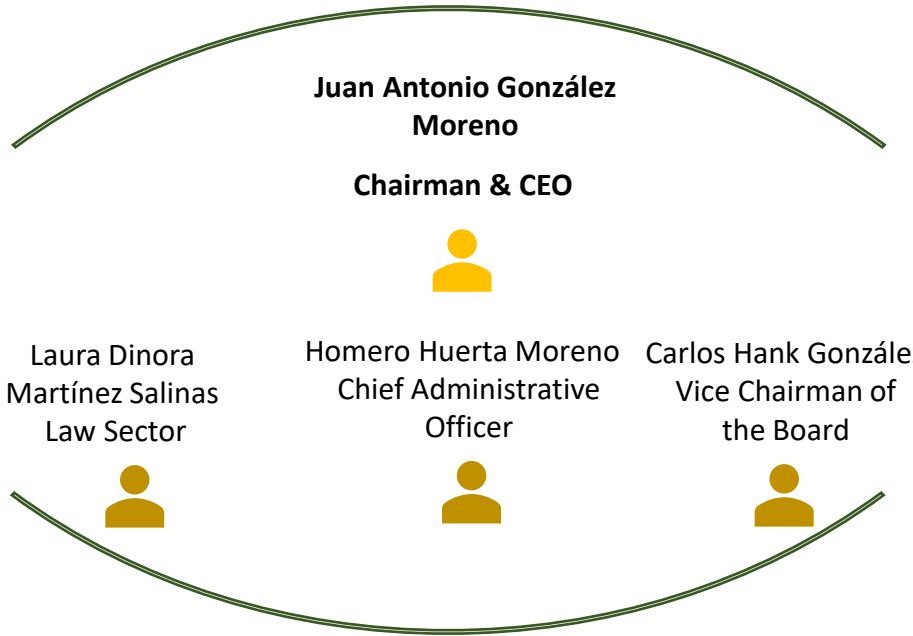 Juan Antonio González
Moreno
Chairman & CEO
Laura Dinora
Martínez Salinas
Law Sector
Homero Huerta Moreno
Chief Administrative
Officer
Carlos Hank Gonzále
Vice Chairman of
the Board